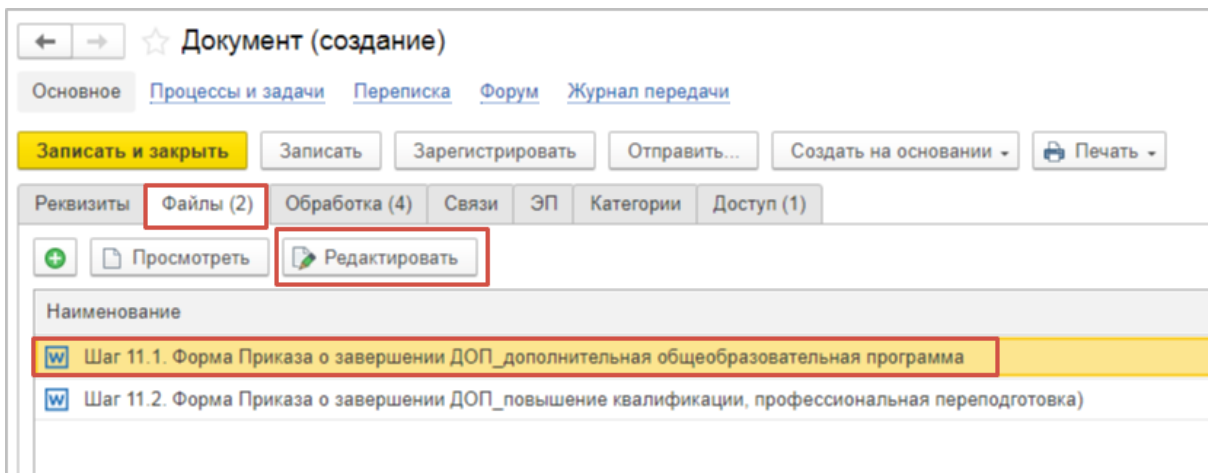 Документ (создание)
Основное Процессы и задачи Переписка Форум Журнал передачи
Записать и закрыть Записать Зарегистрировать Отправить... Создать на основании Печать
Реквизиты Файлы (2) Обработка (4) Связи ЭП Категории Доступ (1)
Просмотреть Редактировать
Наименование
Шаг 11.1. Форма Приказа о завершении ДОП_дополнительная общеобразовательная программа
Шаг 11.2. Форма Приказа о завершении ДОП_повышение квалификации, профессиональная переподготовка)